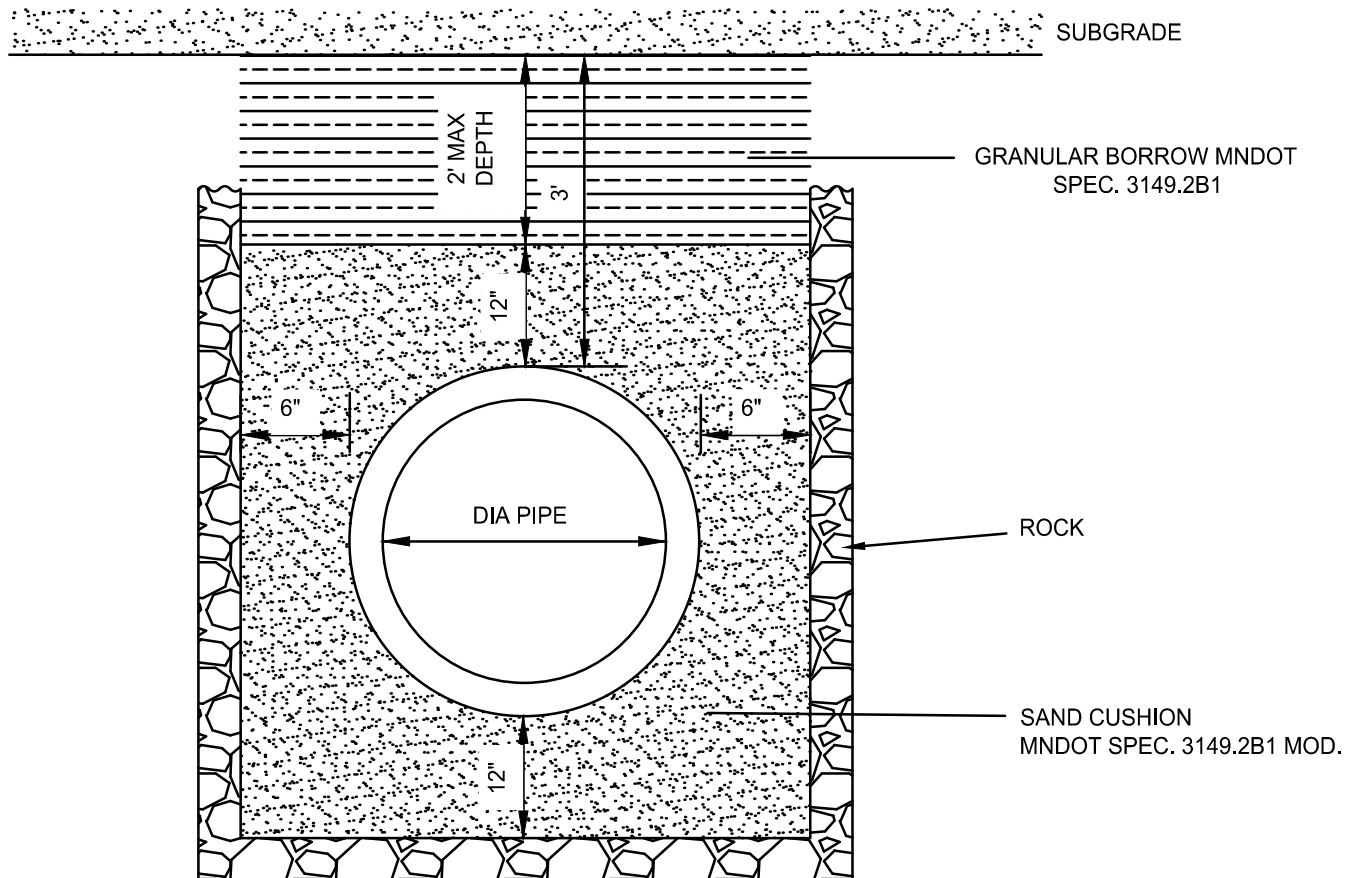 SUBGRADE
2' MAX
DEPTH
3'
GRANULAR BORROW MNDOT
SPEC. 3149.2B1
12"
6"
6"
DIA PIPE
ROCK
SAND CUSHION
MNDOT SPEC. 3149.2B1 MOD.
12"